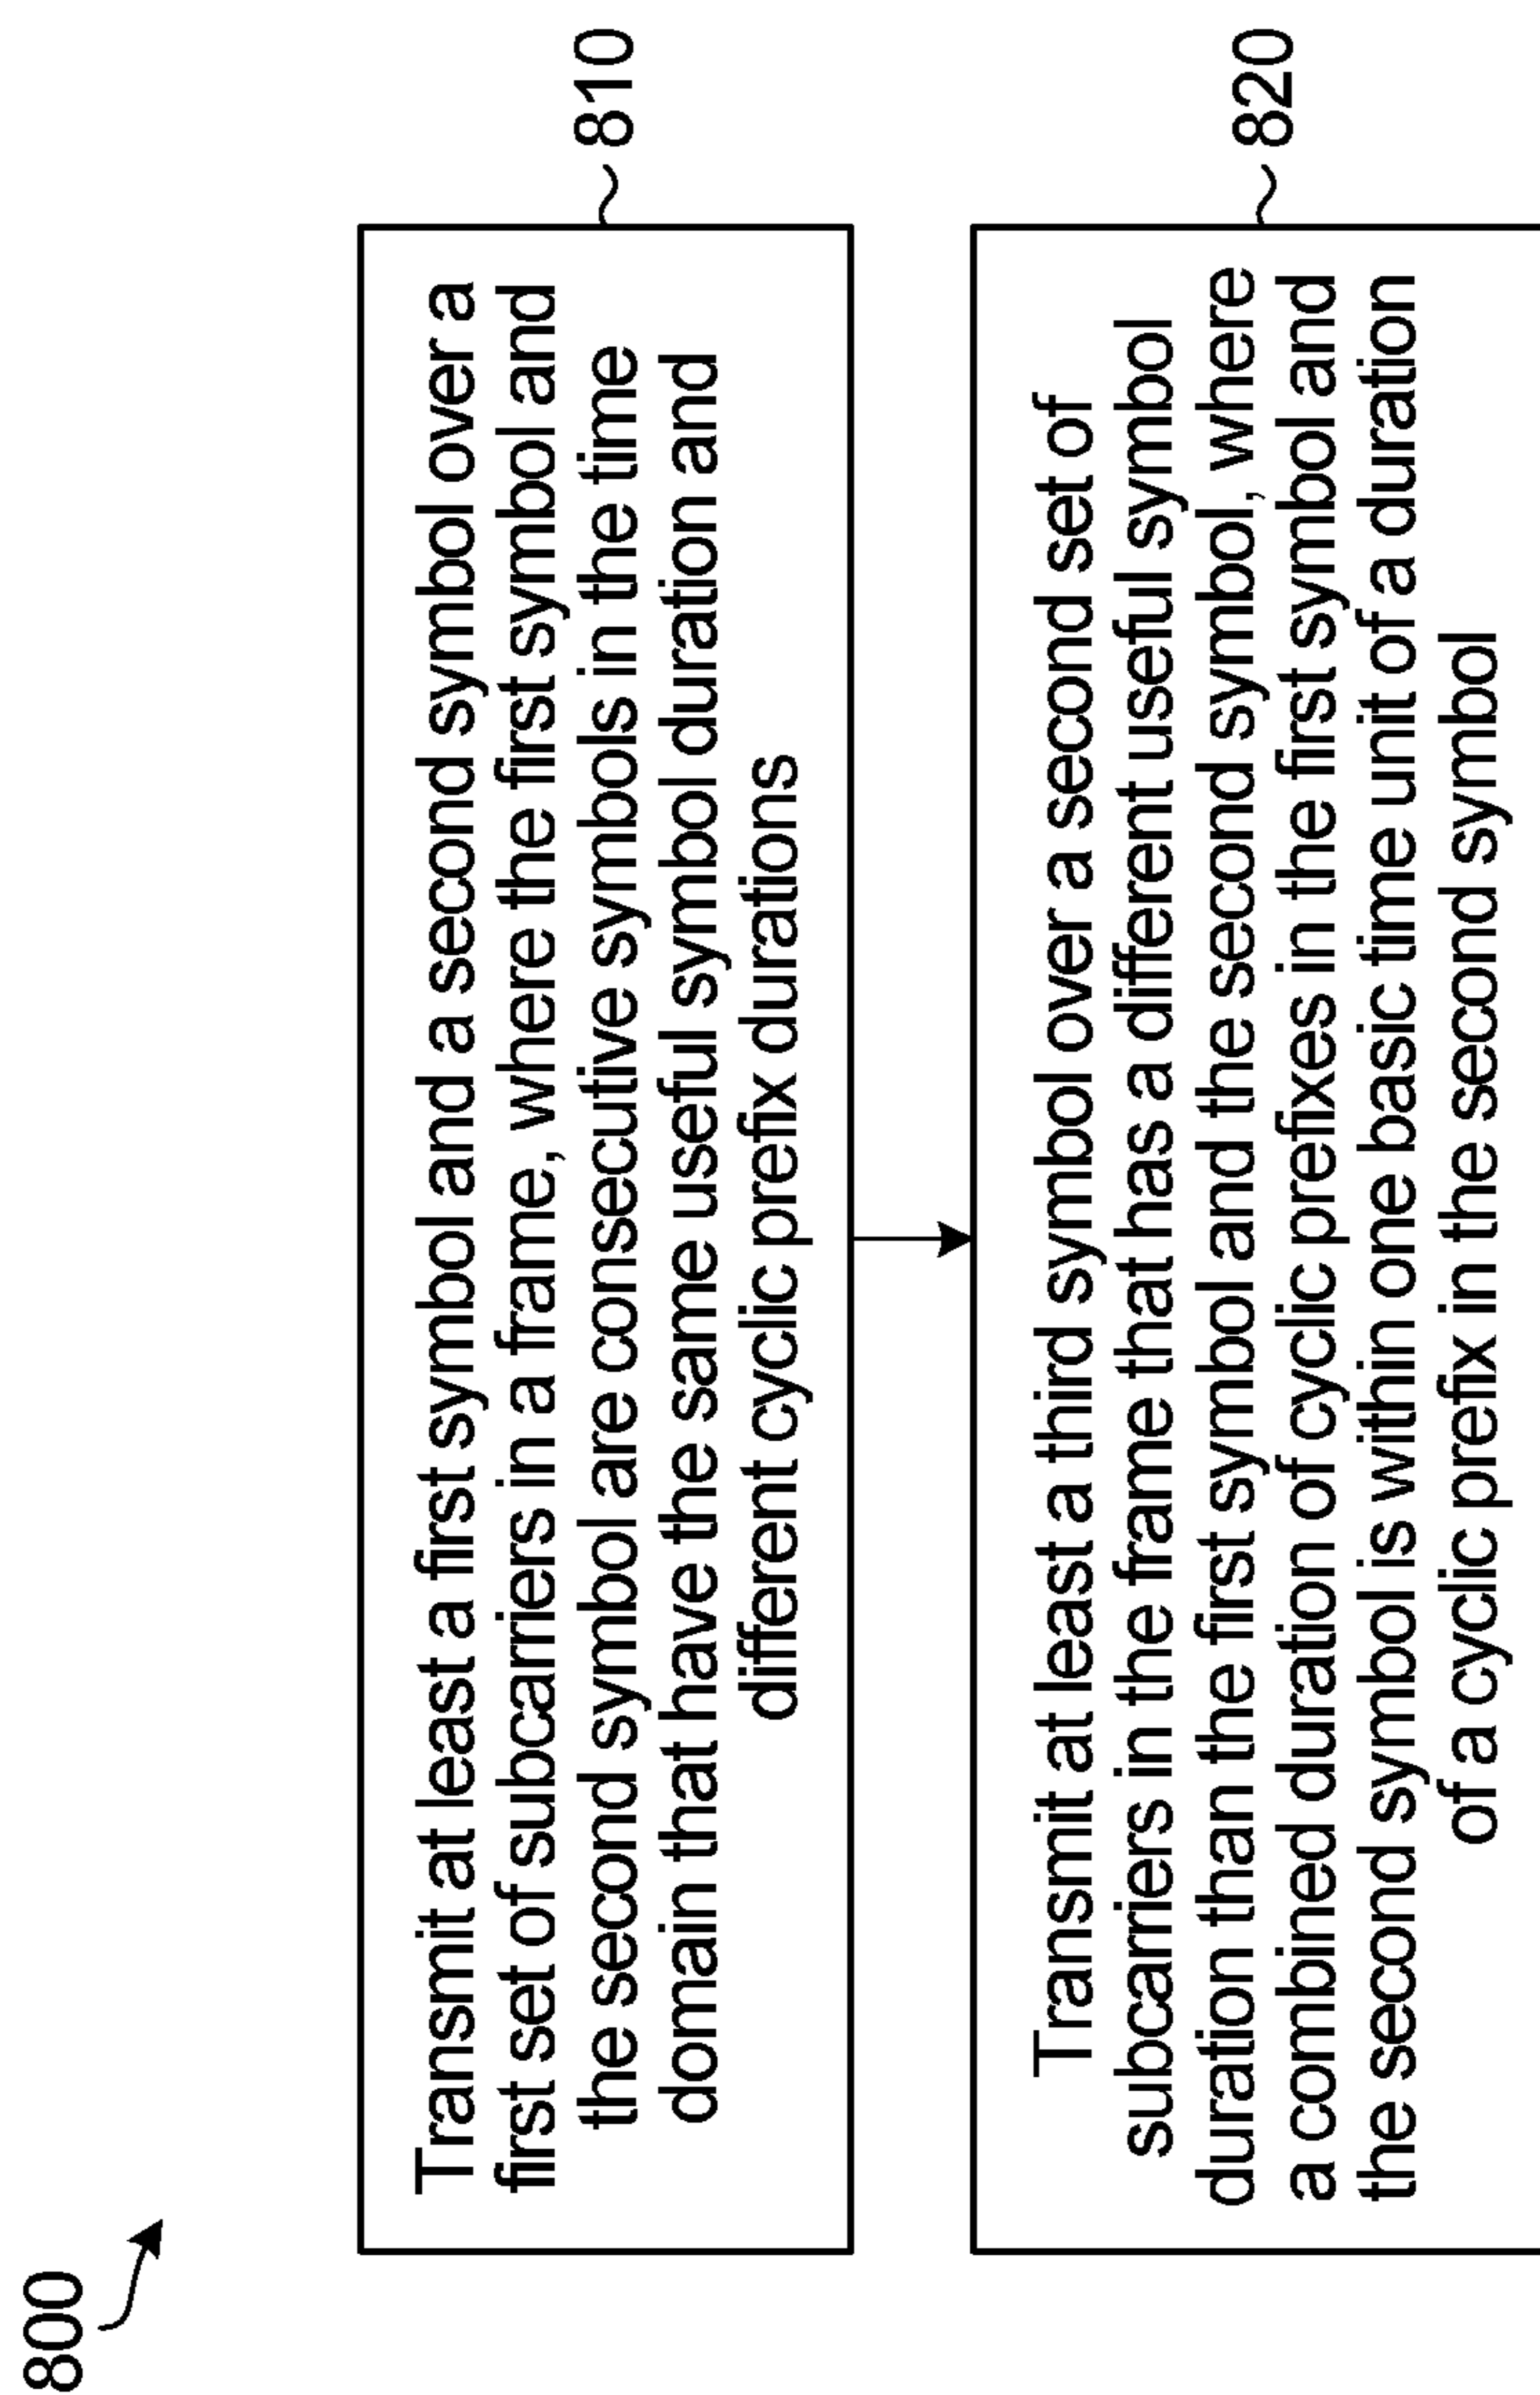 800
Transmit at least a first symbol and a second symbol over a
first set of subcarriers in a frame, where the first symbol and
the second symbol are consecutive symbols in the time
domain that have the same useful symbol duration and
different cyclic prefix durations
810
Transmit at least a third symbol over a second set of
subcarriers in the frame that has a different useful symbol
duration than the first symbol and the second symbol, where
a combined duration of cyclic prefixes in the first symbol and
the second symbol is within one basic time unit of a duration
of a cyclic prefix in the second symbol
820